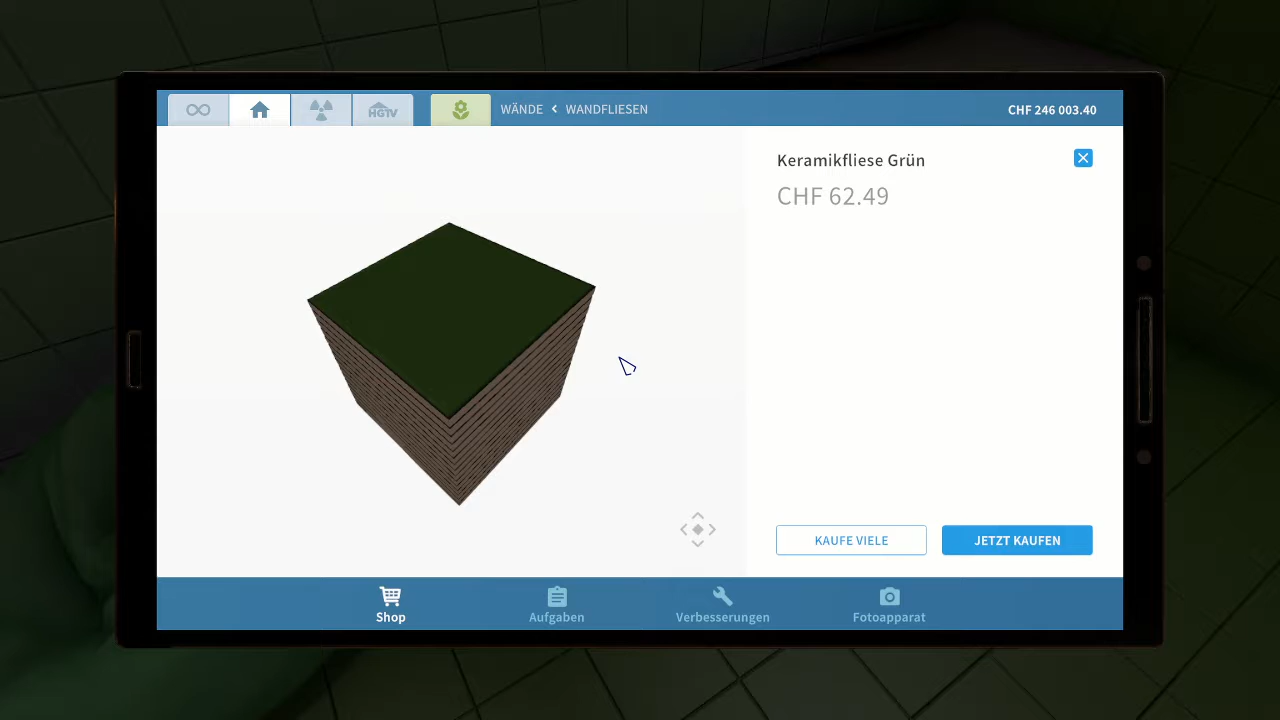 HGTV
WÄNDE < WANDFLIESEN
CHF 246 003.40
Keramikfliese Grün
CHF 62.49
KAUFE VIELE
JETZT KAUFEN
Shop
Aufgaben
Verbesserungen
Fotoapparat